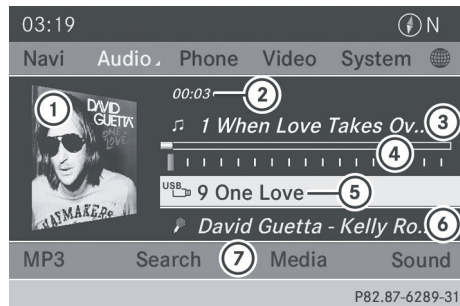 03:19 N
Navi Audio Phone Video System
00:03 2
1 DAVID GUETTA ONE LOVE
♫ 1 When Love Takes Ov.. 3
4
USB 9 One Love 5
David Guetta - Kelly Ro.. 6
MP3 Search 7 Media Sound
P82.87-6289-31